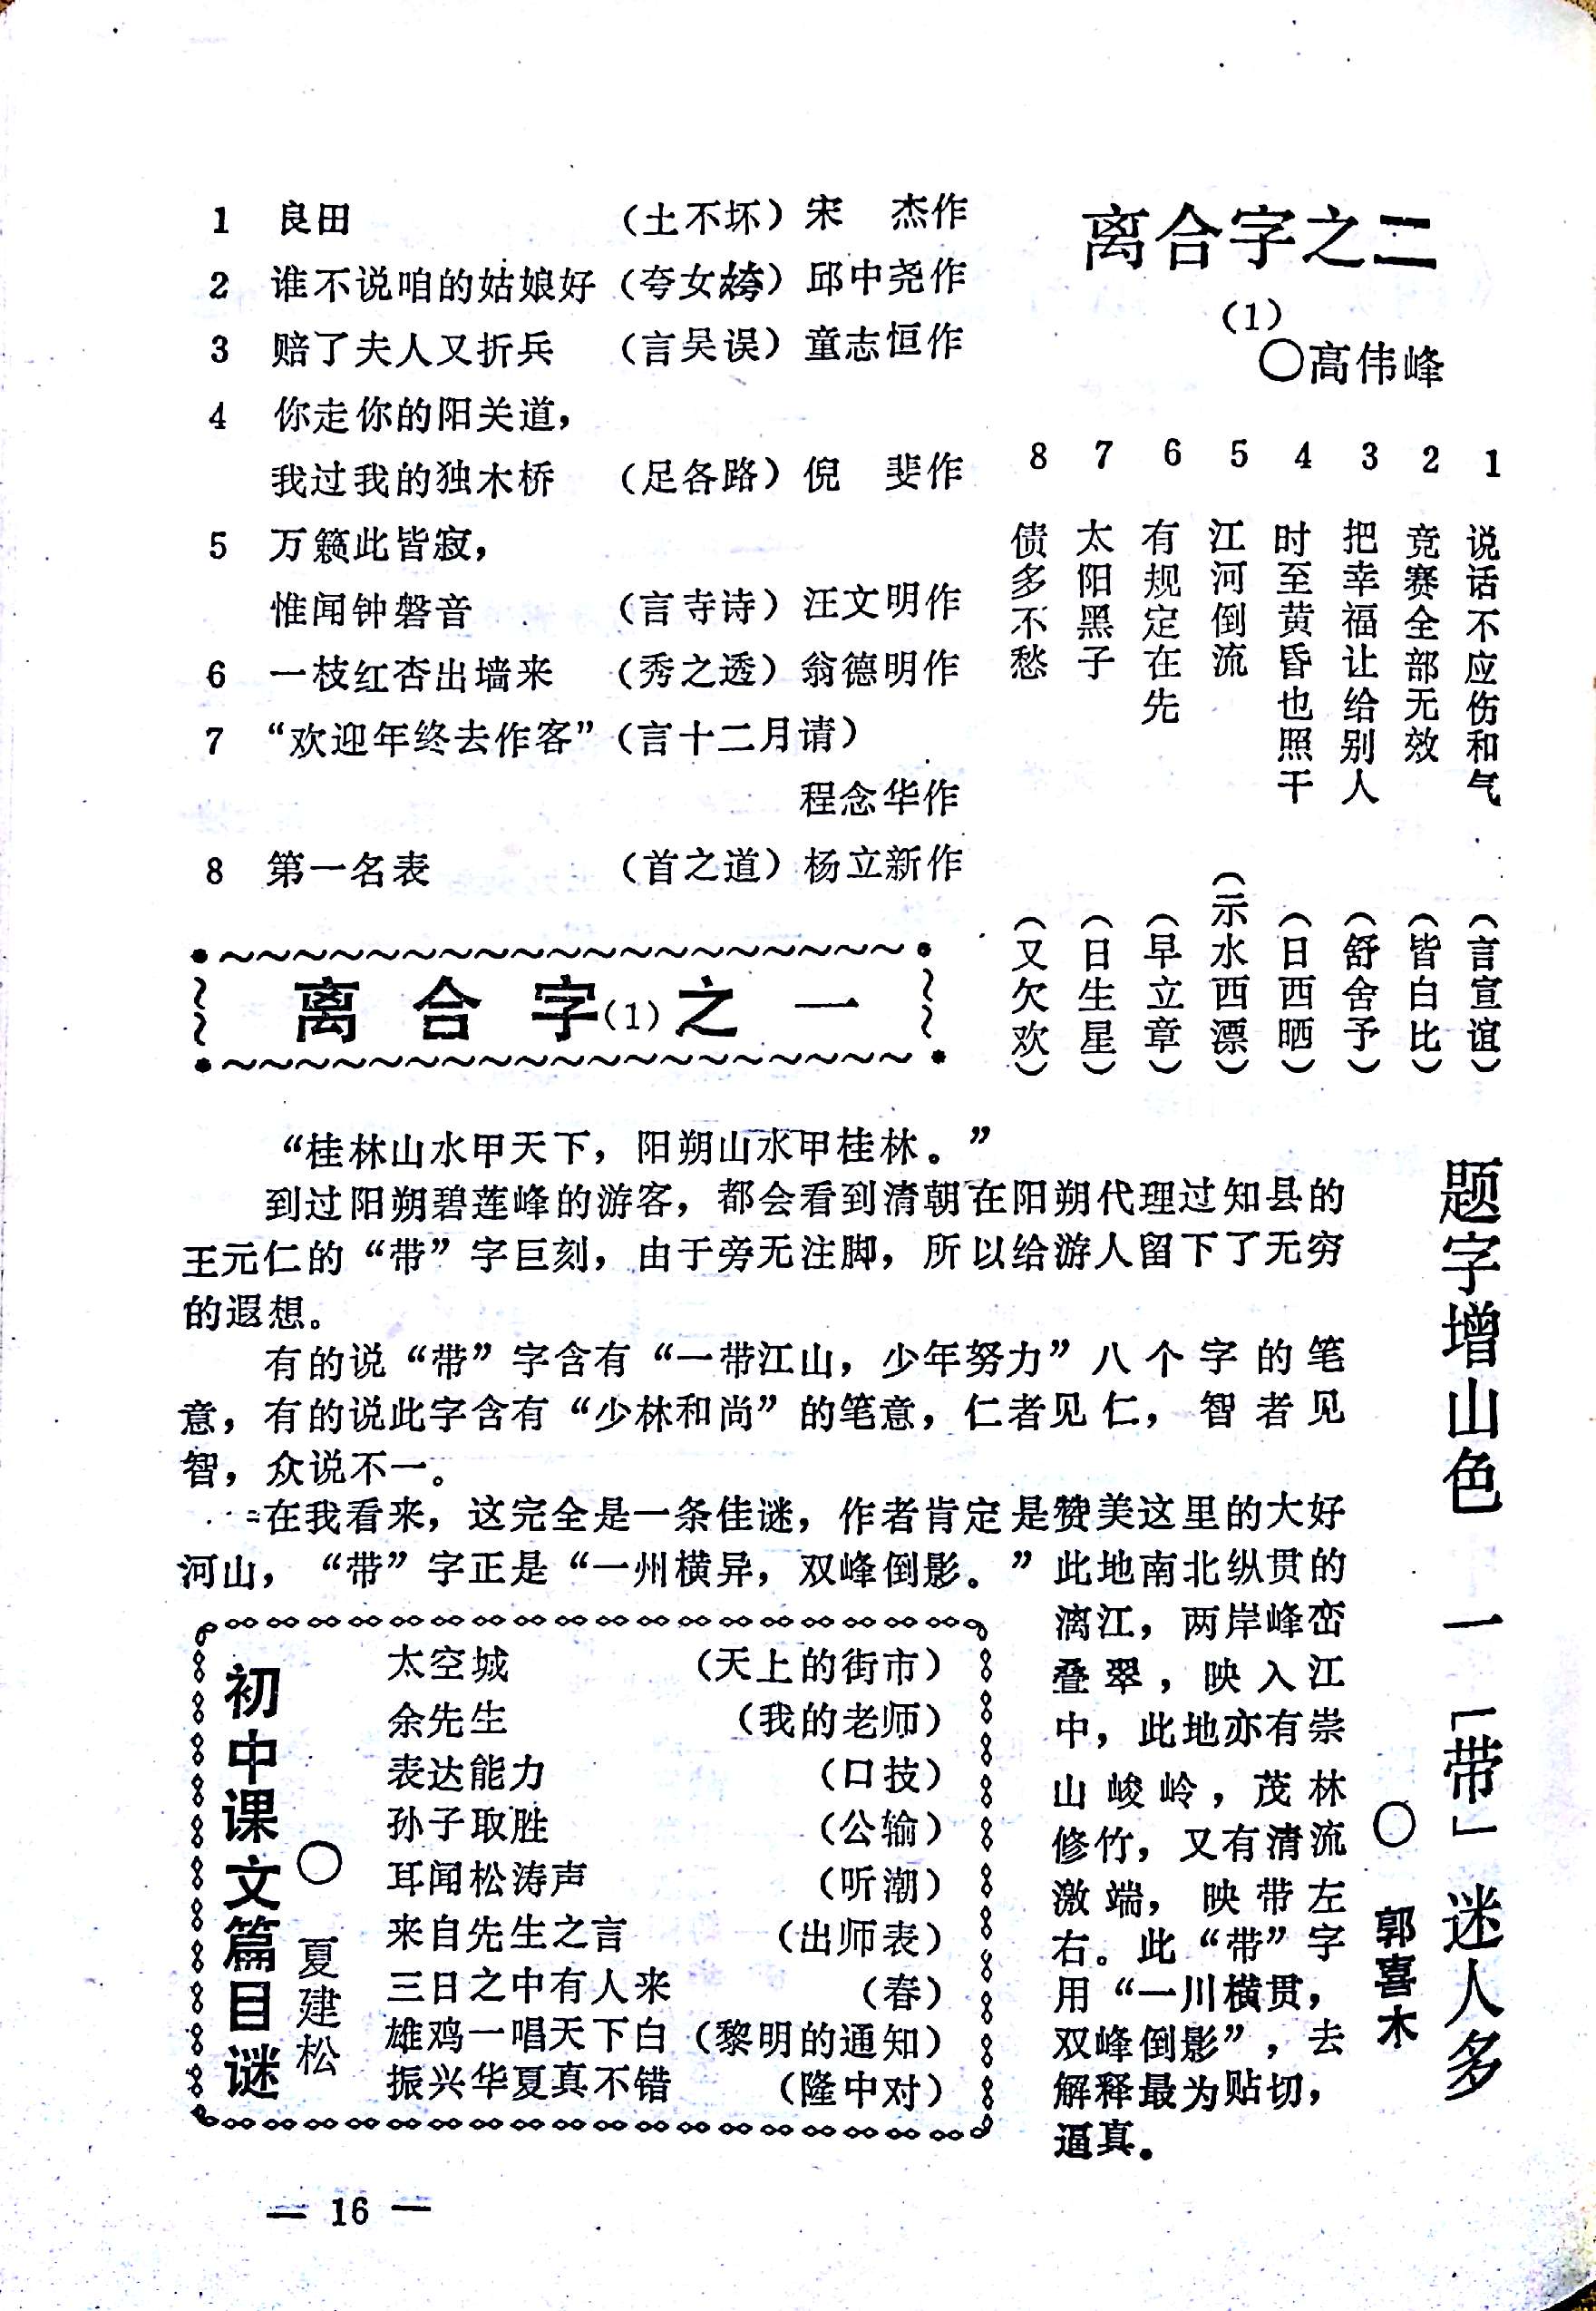 1 良田 （土不坏）宋 杰作
2 谁不说咱的姑娘好（夸女姱）邱中尧作
3 赔了夫人又折兵 （言吴误）童志恒作
4 你走你的阳关道，
我过我的独木桥 （足各路）倪 斐作
5 万籁此皆寂，
惟闻钟磐音 （言寺诗）汪文明作
6 一枝红杏出墙来 （秀之透）翁德明作
7 “欢迎年终去作客”（言十二月请）
程念华作
8 第一名表 （首之道）杨立新作
离合字(1)之一
离合字之二
(1)
○高伟峰
1 说话不应伤和气 （言宣谊）
2 竞赛全部无效 （皆白比）
3 把幸福让给别人 （舒舍予）
4 时至黄昏也照干 （日西晒）
5 江河倒流 （示水西漂）
6 有规定在先 （早立章）
7 太阳黑子 （日生星）
8 债多不愁 （又欠欢）
题字增山色 一「带」迷人多
○ 郭喜木
“桂林山水甲天下，阳朔山水甲桂林。”
到过阳朔碧莲峰的游客，都会看到清朝在阳朔代理过知县的
王元仁的“带”字巨刻，由于旁无注脚，所以给游人留下了无穷
的遐想。
有的说“带”字含有“一带江山，少年努力”八个字的笔
意，有的说此字含有“少林和尚”的笔意，仁者见仁，智者见
智，众说不一。
在我看来，这完全是一条佳谜，作者肯定是赞美这里的大好
河山，“带”字正是“一州横异，双峰倒影。”此地南北纵贯的
漓江，两岸峰峦
叠翠，映入江
中，此地亦有崇
山峻岭，茂林
修竹，又有清流
激端，映带左
右。此“带”字
用“一川横贯，
双峰倒影”，去
解释最为贴切，
逼真。
初中课文篇目谜
○ 夏建松
太空城 （天上的街市）
余先生 （我的老师）
表达能力 （口技）
孙子取胜 （公输）
耳闻松涛声 （听潮）
来自先生之言 （出师表）
三日之中有人来 （春）
雄鸡一唱天下白（黎明的通知）
振兴华夏真不错 （隆中对）
— 16 —